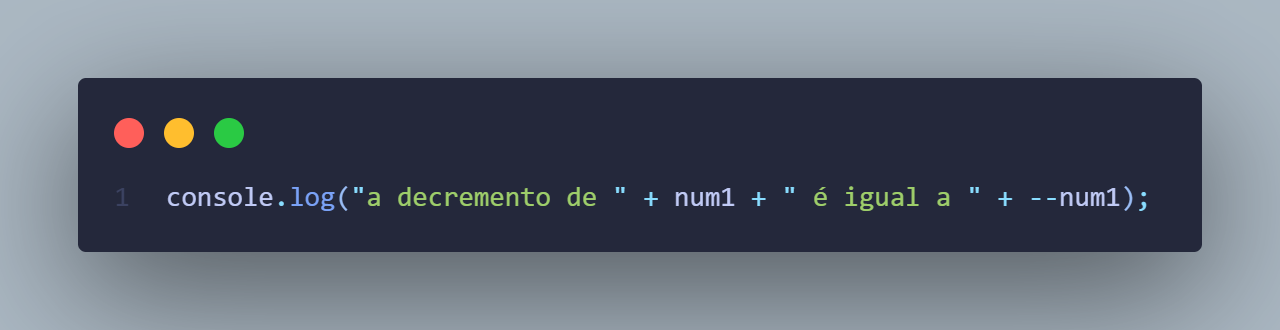 1 console.log("a decremento de " + num1 + " é igual a " + --num1);